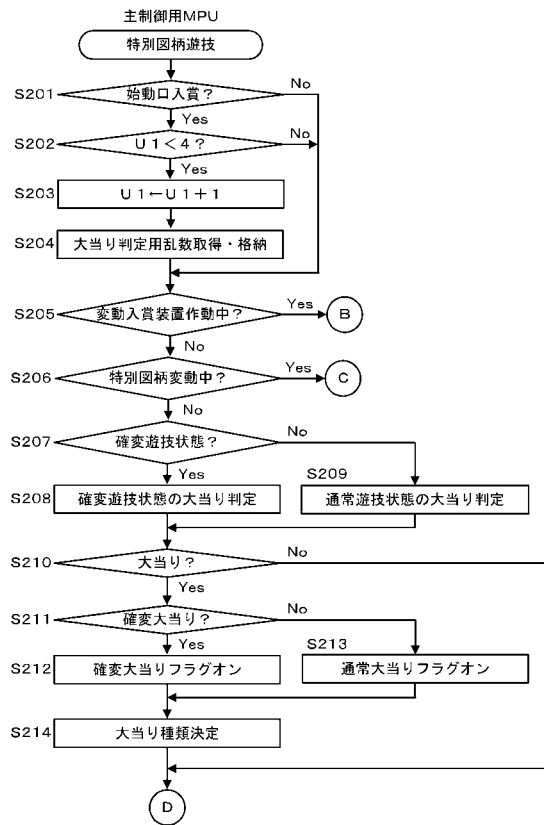 主制御用MPU
特別図柄遊技
S201
始動口入賞？
No
Yes
S202
U1＜4？
No
Yes
S203
U1←U1＋1
S204
大当り判定用乱数取得・格納
S205
変動入賞装置作動中？
Yes
B
No
S206
特別図柄変動中？
Yes
C
No
S207
確変遊技状態？
No
Yes
S208
確変遊技状態の大当り判定
S209
通常遊技状態の大当り判定
S210
大当り？
No
Yes
S211
確変大当り？
No
Yes
S212
確変大当りフラグオン
S213
通常大当りフラグオン
S214
大当り種類決定
D